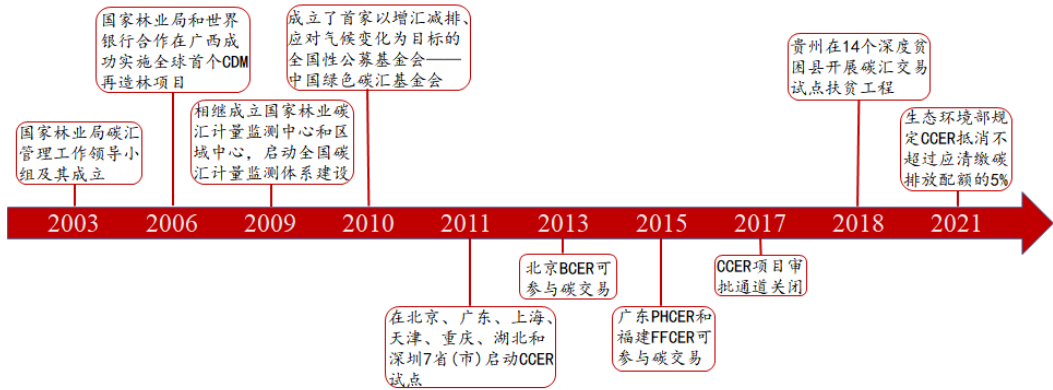 国家林业局和世界
银行合作在广西成
功实施全球首个CDM
再造林项目
成立了首家以增汇减排、
应对气候变化为目标的
全国性公募基金会——
中国绿色碳汇基金会
贵州在14个深度贫
困县开展碳汇交易
试点扶贫工程
国家林业局碳汇
管理工作领导小
组及其成立
相继成立国家林业碳
汇计量监测中心和区
域中心，启动全国碳
汇计量监测体系建设
生态环境部规
定CCER抵消不
超过应清缴碳
排放配额的5%
2003 2006 2009 2010 2011 2013 2015 2017 2018 2021
北京BCER可
参与碳交易
CCER项目审
批通道关闭
在北京、广东、上海、
天津、重庆、湖北和
深圳7省(市)启动CCER
试点
广东PHCER和
福建FFCER可
参与碳交易